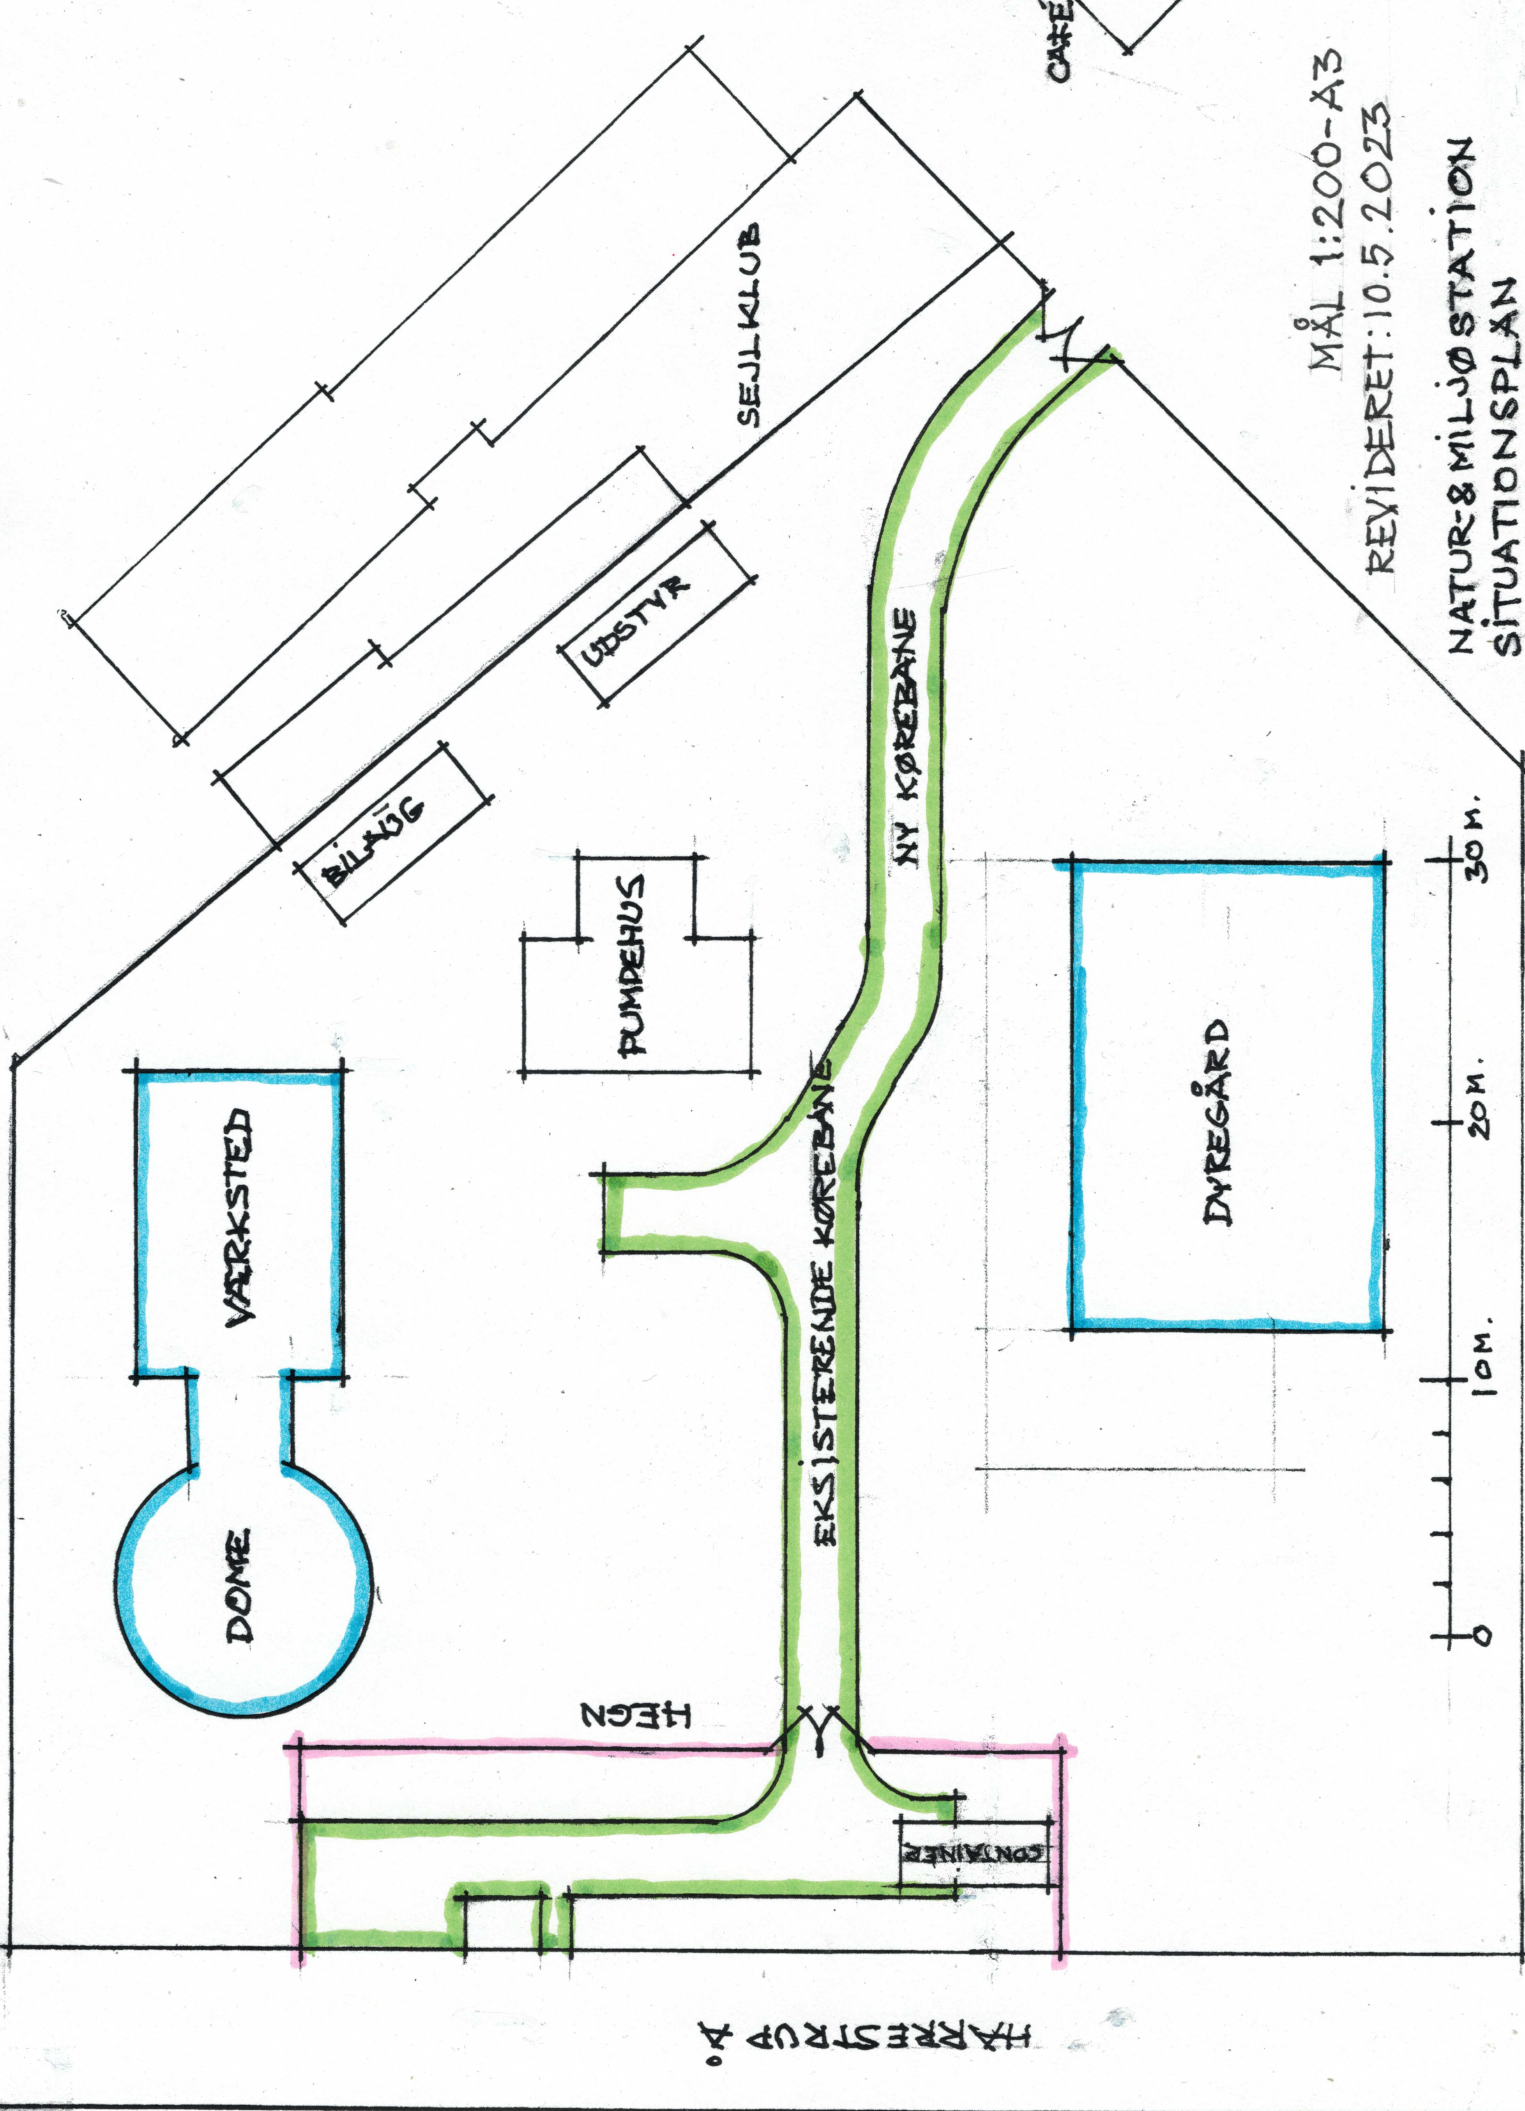 CAFÉ
SEJLKLUB
UDSTYR
BILAÜG
PUMPEHUS
VÆRKSTED
DOME
NY KØREBANE
EKSISTERENDE KØREBANE
DYREGÅRD
HEGN
CONTAINER
HARRESTRUP Å
0
10 M.
20 M.
30 M.
MÅL 1:200-A3
REVIDERET: 10.5.2023
NATUR-& MILJØSTATION
SITUATIONSPLAN